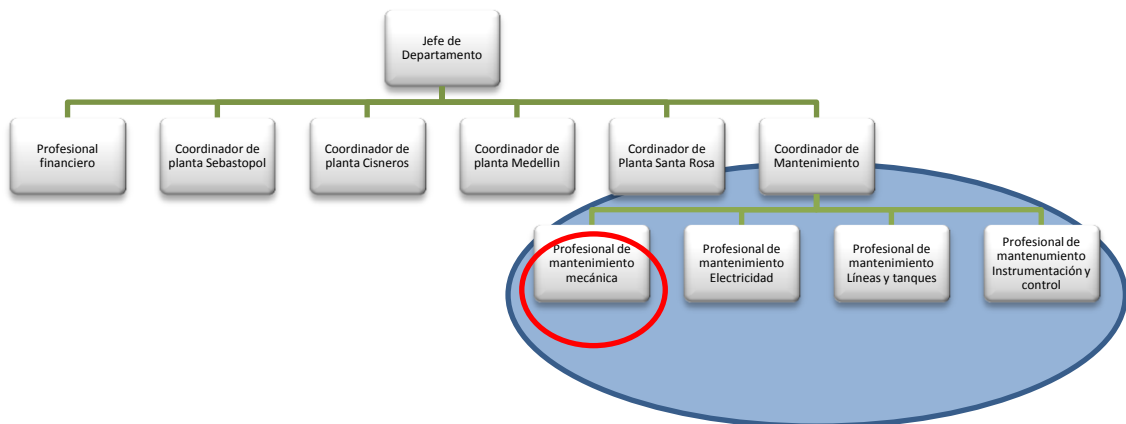 Jefe de
Departamento
Profesional
financiero
Coordinador de
planta Sebastopol
Coordinador de
planta Cisneros
Coordinador de
planta Medellin
Cordinador de
Planta Santa Rosa
Coordinador de
Mantenimiento
Profesional de
mantenimiento
mecánica
Profesional de
mantenimiento
Electricidad
Profesional de
mantenimiento
Líneas y tanques
Profesional de
mantenumiento
Instrumentación y
control